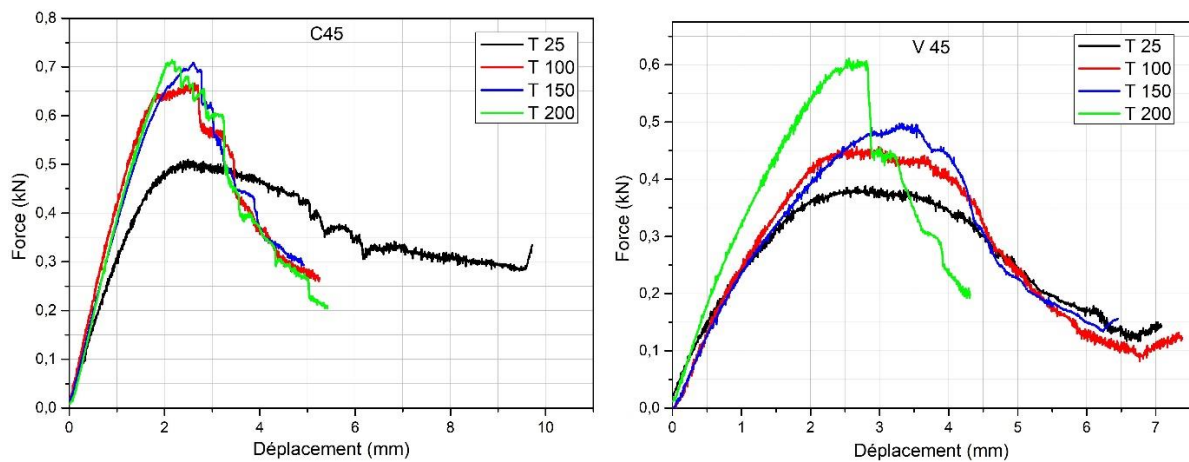 C45
T 25
T 100
T 150
T 200
Force (kN)
0,8
0,7
0,6
0,5
0,4
0,3
0,2
0,1
0,0
0 2 4 6 8 10
Déplacement (mm)
V 45
T 25
T 100
T 150
T 200
Force (kN)
0,6
0,5
0,4
0,3
0,2
0,1
0,0
0 1 2 3 4 5 6 7
Déplacement (mm)